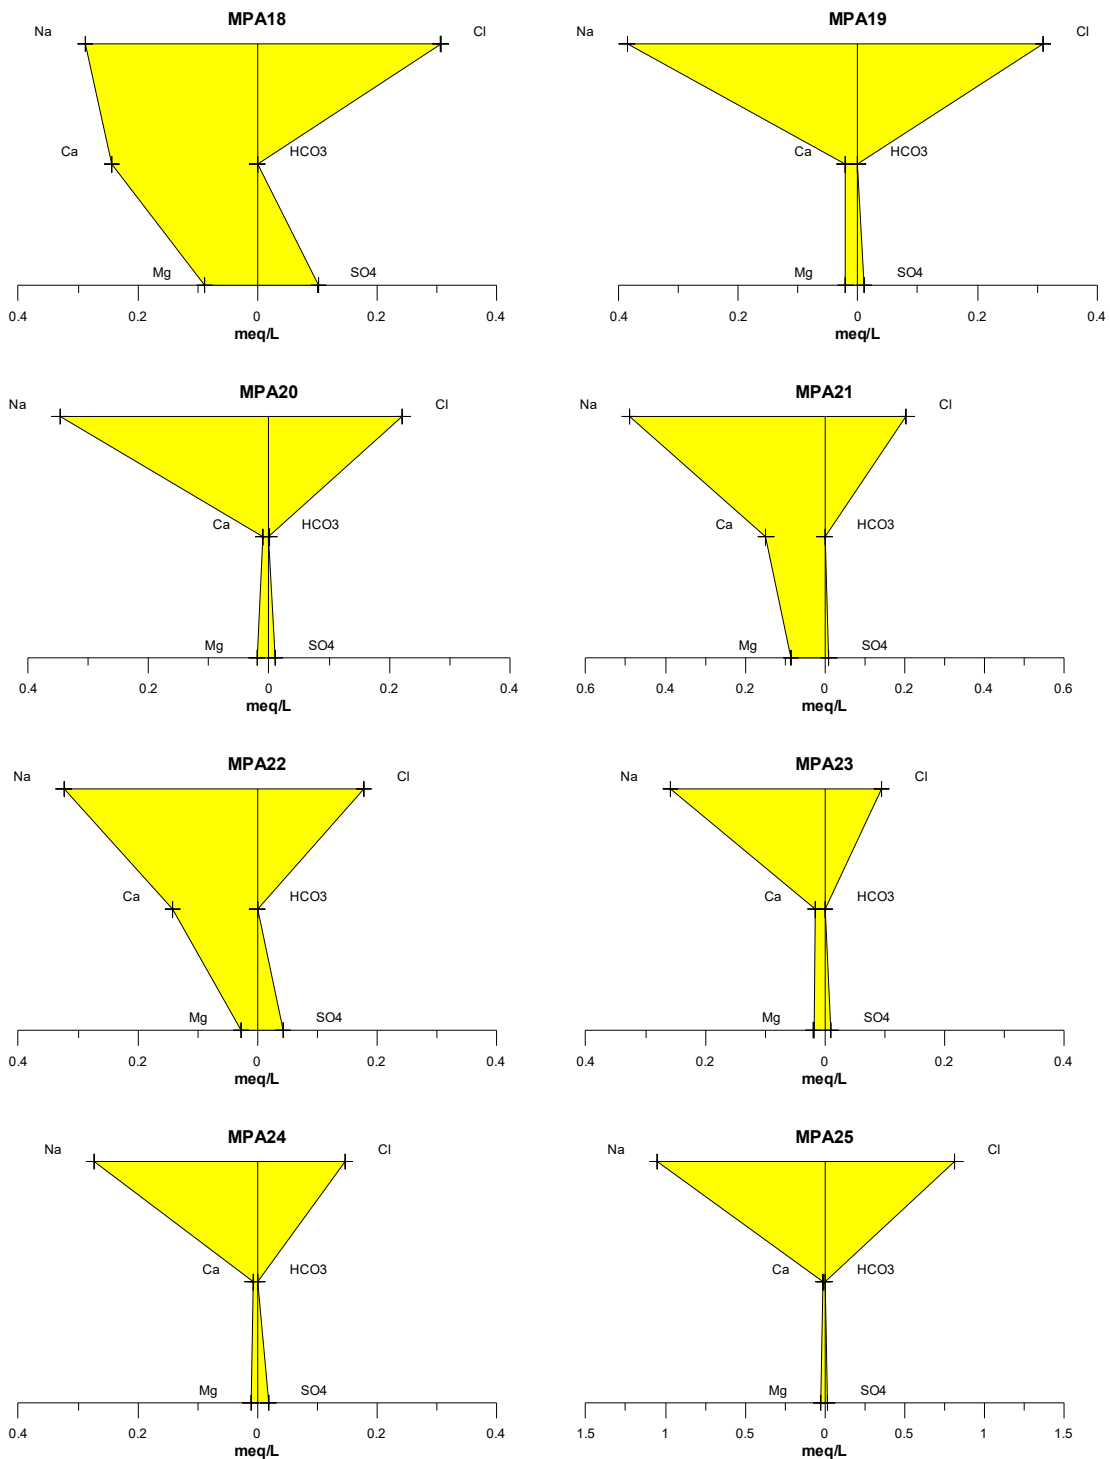 MPA18
Na Cl
Ca HCO3
Mg SO4
0.4 0.2 0 0.2 0.4
meq/L
MPA19
Na Cl
Ca HCO3
Mg SO4
0.4 0.2 0 0.2 0.4
meq/L
MPA20
Na Cl
Ca HCO3
Mg SO4
0.4 0.2 0 0.2 0.4
meq/L
MPA21
Na Cl
Ca HCO3
Mg SO4
0.6 0.4 0.2 0 0.2 0.4 0.6
meq/L
MPA22
Na Cl
Ca HCO3
Mg SO4
0.4 0.2 0 0.2 0.4
meq/L
MPA23
Na Cl
Ca HCO3
Mg SO4
0.4 0.2 0 0.2 0.4
meq/L
MPA24
Na Cl
Ca HCO3
Mg SO4
0.4 0.2 0 0.2 0.4
meq/L
MPA25
Na Cl
Ca HCO3
Mg SO4
1.5 1 0.5 0 0.5 1 1.5
meq/L